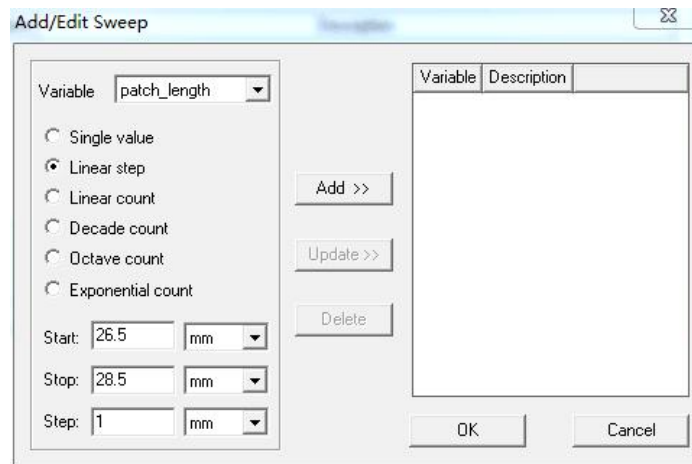 Add/Edit Sweep
Variable patch_length
Single value
Linear step
Linear count
Decade count
Octave count
Exponential count
Start: 26.5 mm
Stop: 28.5 mm
Step: 1 mm
Add >>
Update >>
Delete
Variable Description
OK Cancel